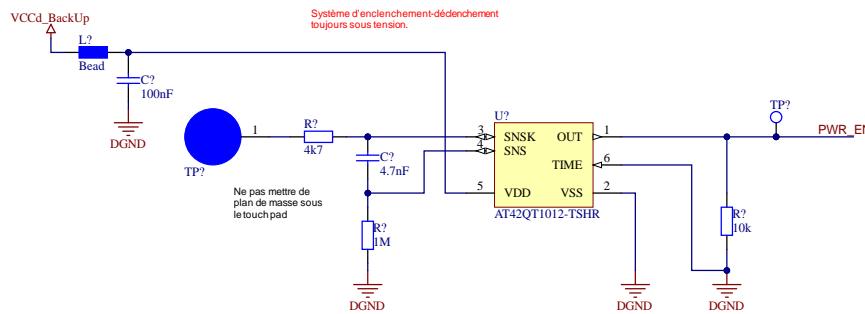 Système d'enclenchement-dédenchement
toujours sous tension.
VCCd_BackUp
L?
Bead
C?
100nF
DGND
TP?
1
R?
4k7
C?
4.7nF
Ne pas mettre de
plan de masse sous
le touch pad
R?
1M
DGND
U?
3
SNSK
4
SNS
5
VDD
OUT
1
TIME
6
VSS
2
AT42QT1012-TSHR
DGND
TP?
PWR_EN
R?
10k
DGND